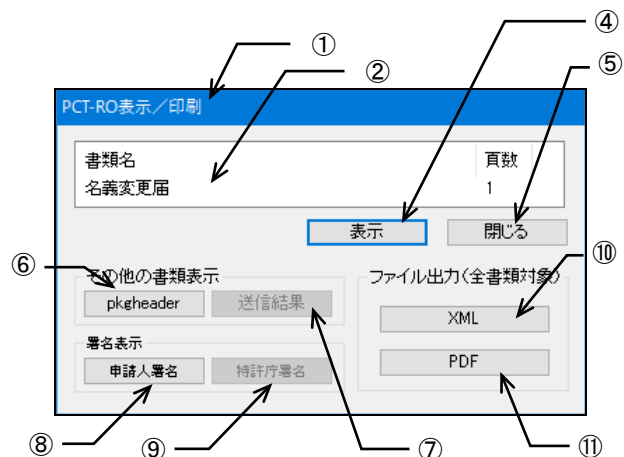 ④
①
②
⑤
PCT-RO表示／印刷
書類名 頁数
名義変更届 1
表示 閉じる
⑥
⑩
その他の書類表示 ファイル出力(全書類対象)
pkgheader 送信結果
XML
署名表示
申請人署名 特許庁署名
PDF
⑧ ⑨ ⑦ ⑪